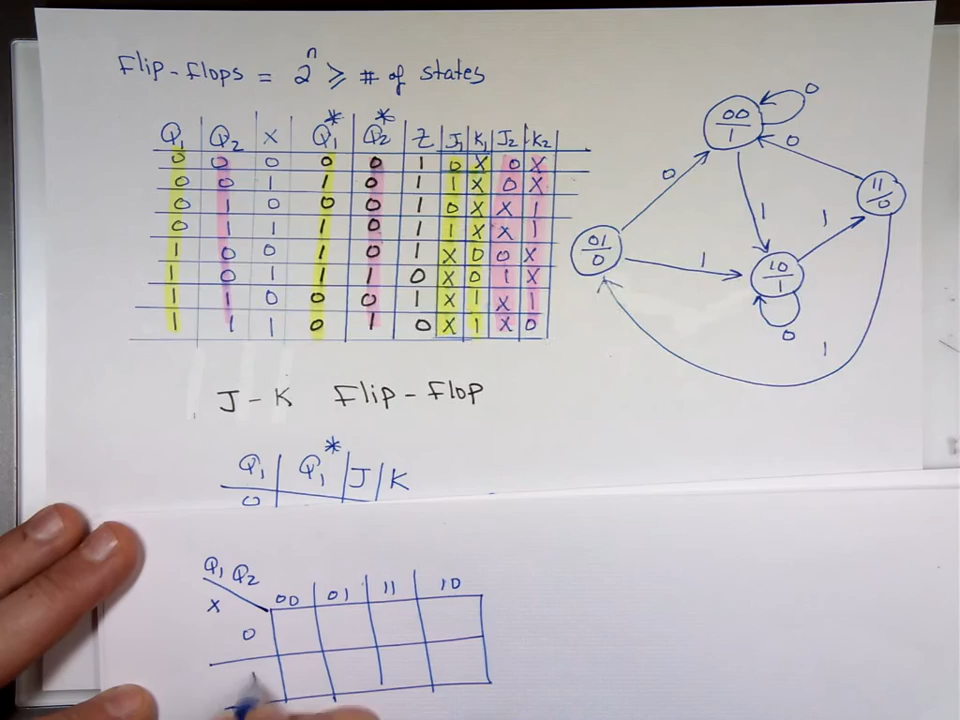 Flip-Flops = 2^n ≥ # of states
Q1 Q2 X Q1* Q2* Z J1 K1 J2 K2
0 0 0 0 0 1 0 X 0 X
0 0 1 1 0 1 1 X 0 X
0 1 0 0 0 1 0 X X 1
0 1 1 1 0 1 1 X X 1
1 0 0 1 0 1 X 0 0 X
1 0 1 1 1 0 X 0 1 X
1 1 0 0 0 1 X 1 X 1
1 1 1 0 1 0 X 1 X 0
00
1
0
0
0
11
0
1
1
01
0
1
10
1
0
1
J-K Flip-Flop
Q1 Q1* J K
0
Q1 Q2
X
00 01 11 10
0
1